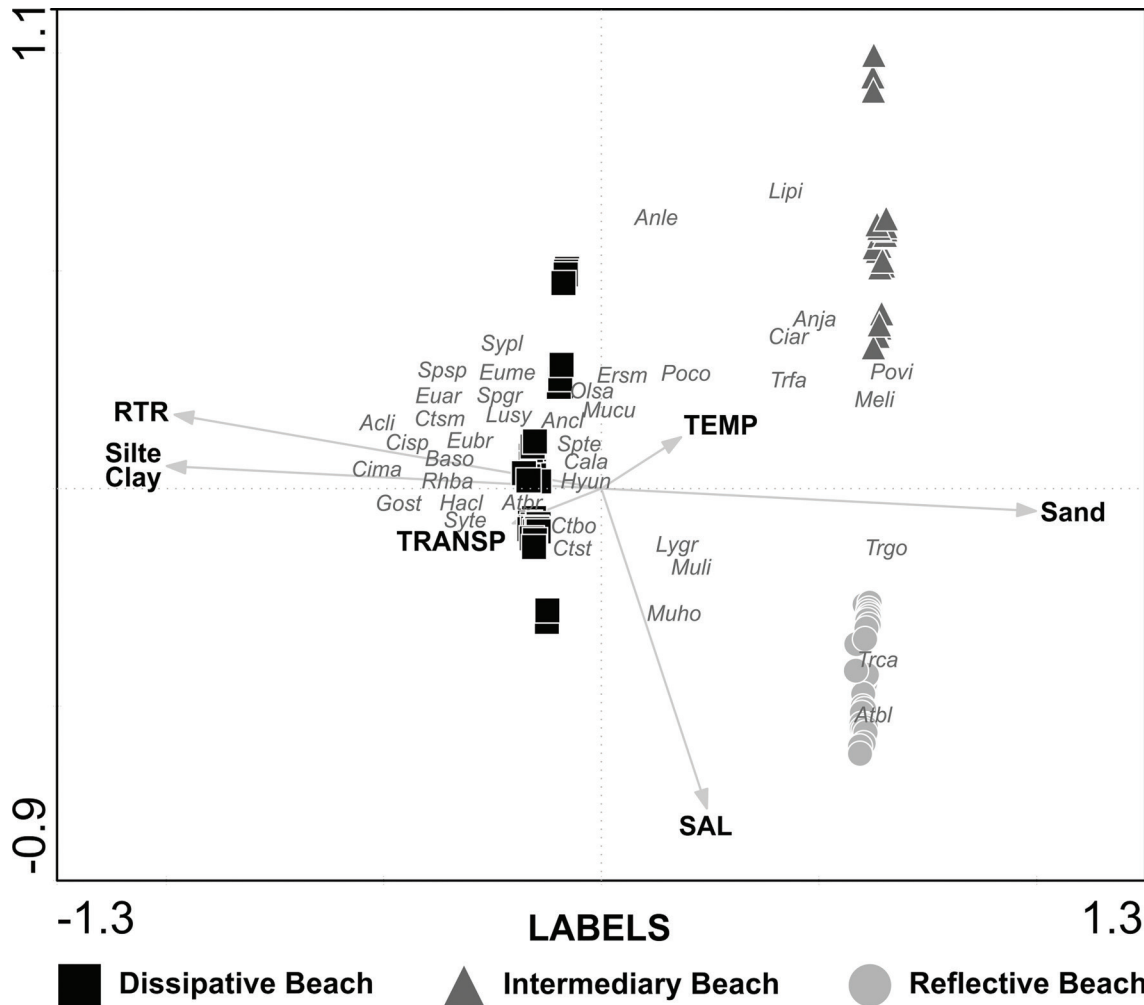 1.1
Lipi
Anle
Anja
Ciar
Sypl
Spsp
Eume
Ersm
Poco
Trfa
Povi
Euar
Spgr
Olsa
Meli
RTR
Acli
Ctsm
Lusy
Ancl
Mucu
TEMP
Silte
Clay
Cisp
Eubr
Spte
Cima
Baso
Cala
Rhba
Hyun
Gost
Hacl
Atbr
Sand
Syte
Ctbo
TRANSP
Ctst
Lygr
Trgo
Muli
Muho
Trca
Atbl
SAL
-0.9
-1.3
LABELS
1.3
Dissipative Beach
Intermediary Beach
Reflective Beach